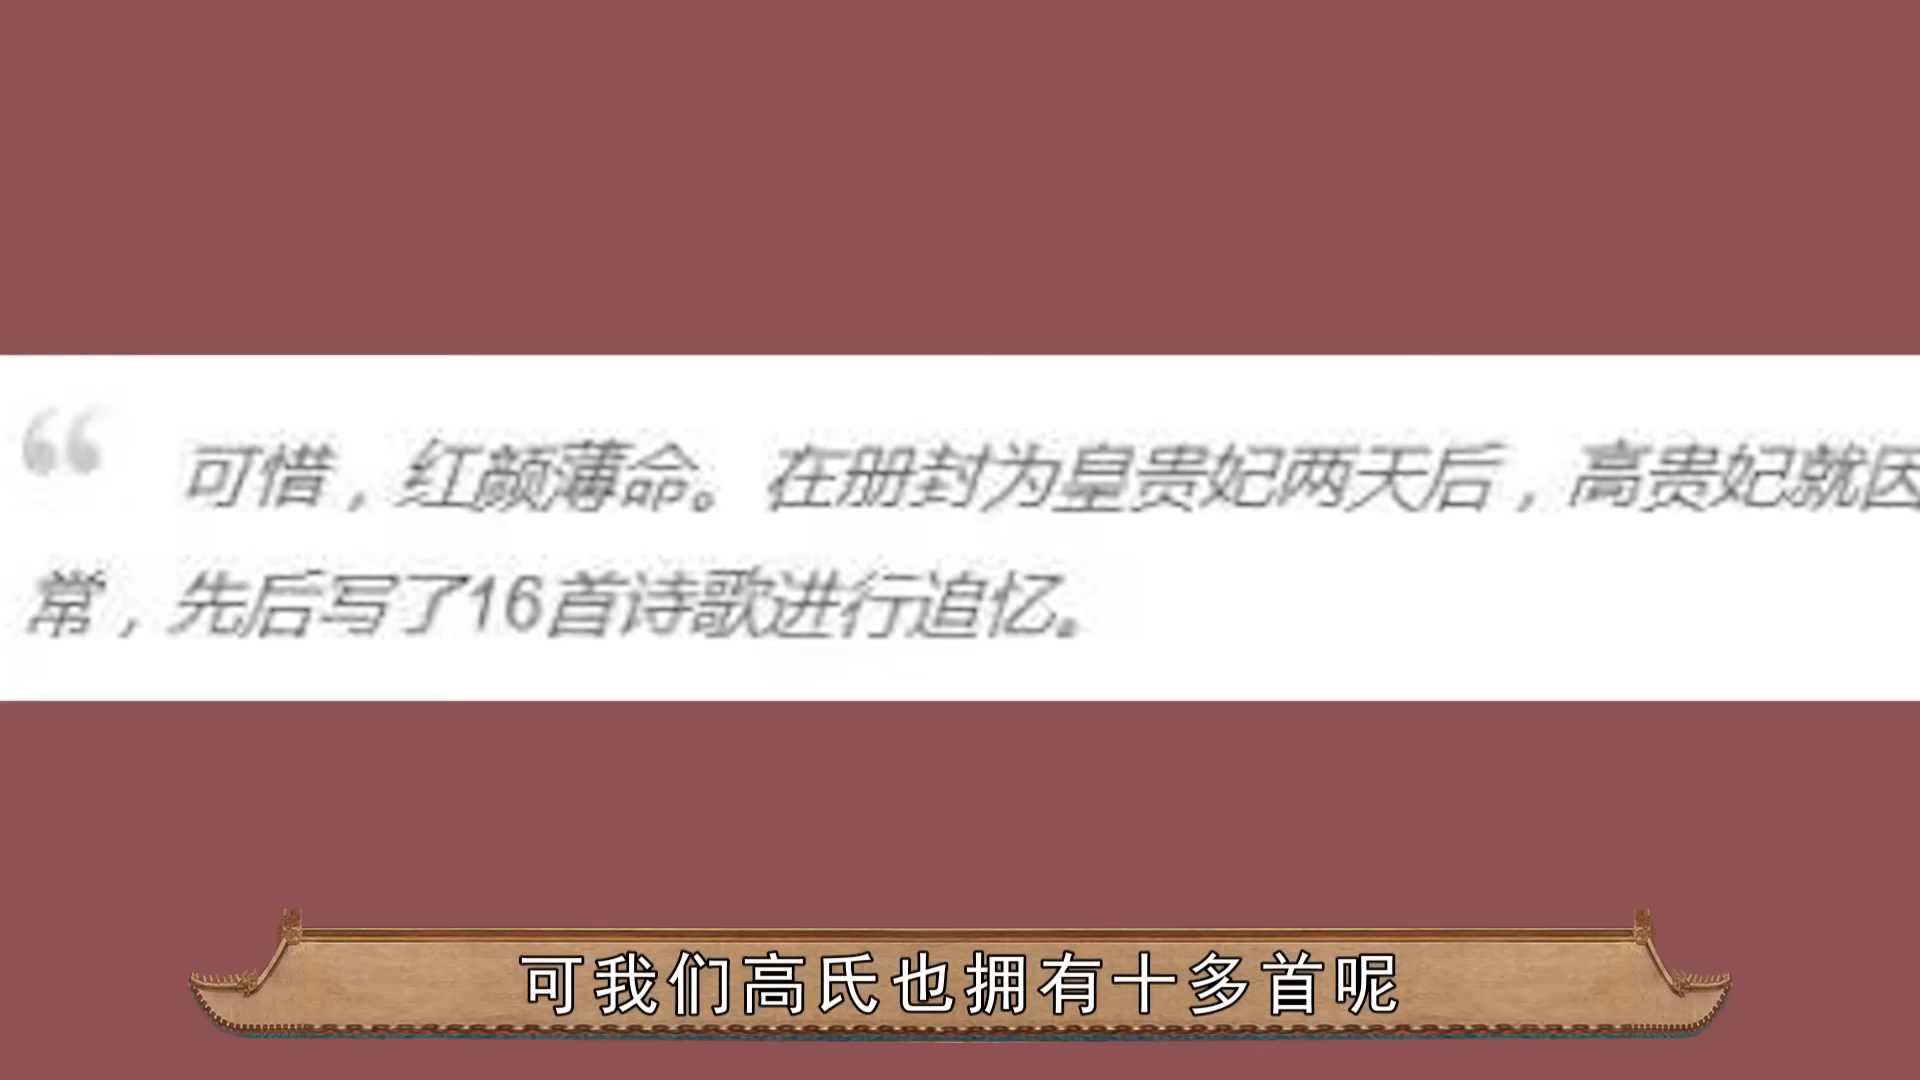 “可惜，红颜薄命。在册封为皇贵妃两天后，高贵妃就因
常，先后写了16首诗歌进行追忆。
可我们高氏也拥有十多首呢